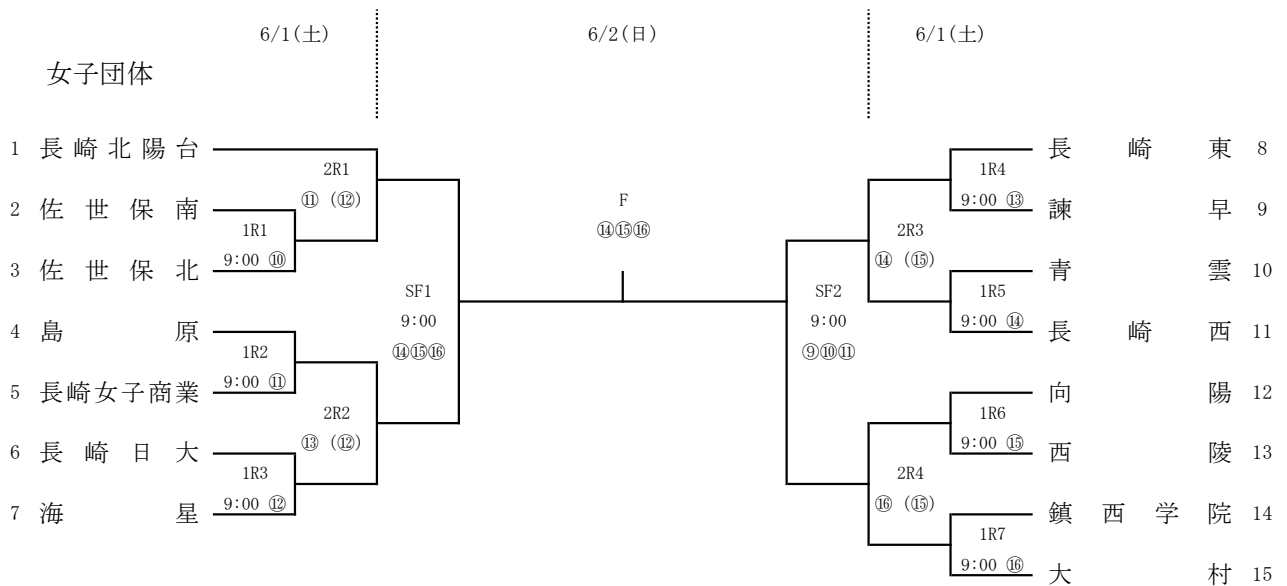 6/1(土) 6/2(日) 6/1(土)
女子団体
1 長崎北陽台
2 佐世保南
3 佐世保北
4 島原
5 長崎女子商業
6 長崎日大
7 海星
2R1
⑪ (⑫)
1R1
9:00 ⑩
1R2
9:00 ⑪
2R2
⑬ (⑫)
1R3
9:00 ⑫
SF1
9:00
⑭⑮⑯
F
⑭⑮⑯
SF2
9:00
⑨⑩⑪
1R4
9:00 ⑬
2R3
⑭ (⑮)
1R5
9:00 ⑭
1R6
9:00 ⑮
2R4
⑯ (⑮)
1R7
9:00 ⑯
長崎東 8
諫早 9
青雲 10
長崎西 11
向陽 12
西陵 13
鎮西学院 14
大村 15